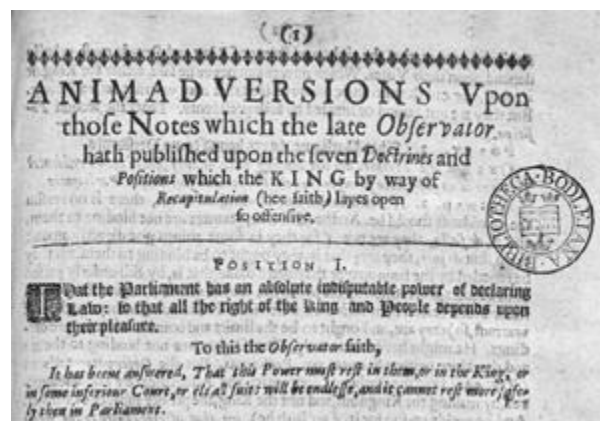 (1)
ANIMADVERSIONS Vpon
thoſe Notes which the late Obſervator
hath publiſhed upon the ſeven Doctrines and
Poſitions which the KING by way of
Recapitulation (hee ſaith) layes open
ſo offenſive.
BIBLIOTHECA·BODLEIANA
POSITION I.
That the Parliament has an abſolute indiſputable power of declaring
Law: ſo that all the right of the King and People depends upon
their pleaſure.
To this the Obſervator ſaith,
It has beene anſwered, That this Power muſt reſt in them, or in the King, or
in ſome inferiour Court, or elſe all ſuits will be endleſſe, and it cannot reſt more ſafe-
ly then in Parliament.